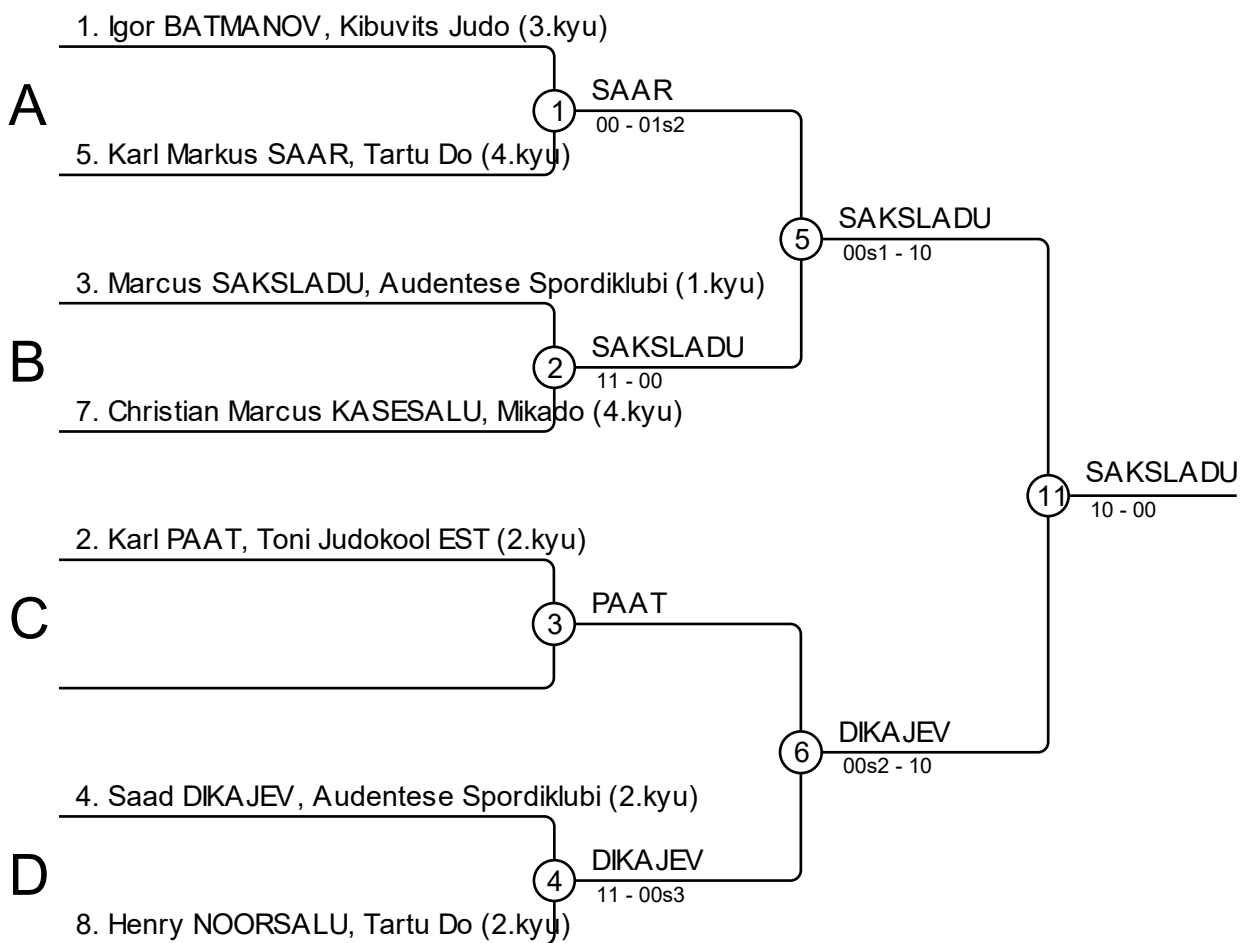 1. Igor BATMANOV, Kibuvits Judo (3.kyu)
A
1
SAAR
00 - 01s2
5. Karl Markus SAAR, Tartu Do (4.kyu)
5
SAKSLADU
00s1 - 10
3. Marcus SAKSLADU, Audentese Spordiklubi (1.kyu)
B
2
SAKSLADU
11 - 00
7. Christian Marcus KASESALU, Mikado (4.kyu)
11
SAKSLADU
10 - 00
2. Karl PAAT, Toni Judokool EST (2.kyu)
C
3
PAAT
6
DIKAJEV
00s2 - 10
4. Saad DIKAJEV, Audentese Spordiklubi (2.kyu)
D
4
DIKAJEV
11 - 00s3
8. Henry NOORSALU, Tartu Do (2.kyu)